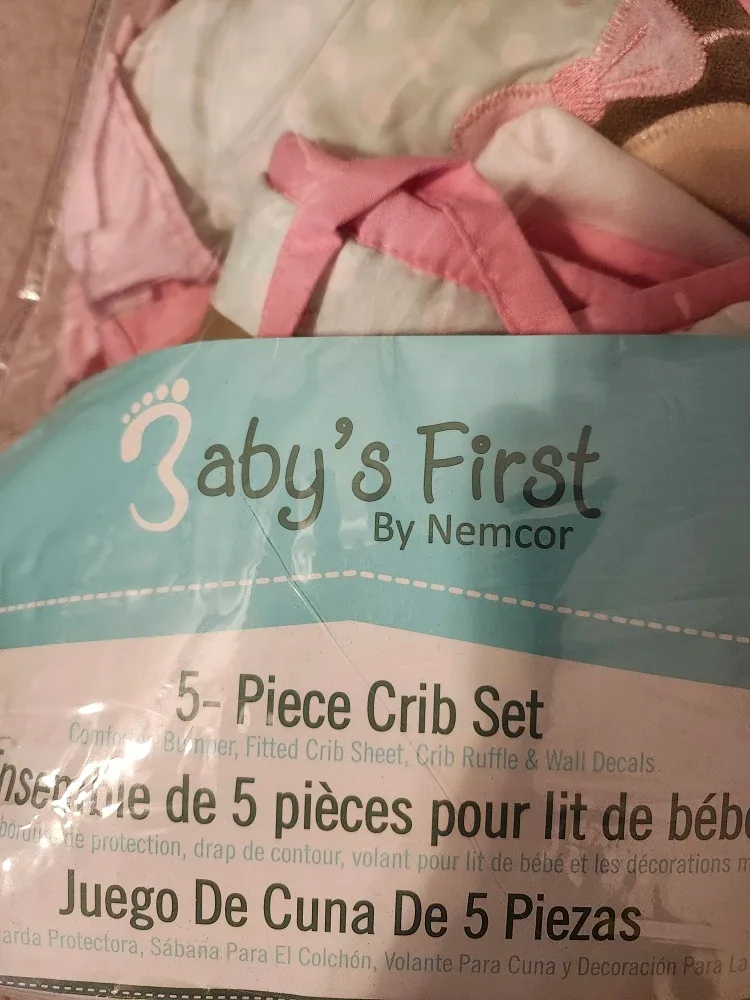 Baby's First
By Nemcor
5- Piece Crib Set
Bumper, Fitted Crib Sheet, Crib Ruffle & Wall Decals
de 5 pièces pour lit de bébé
protection, drap de contour, volant pour lit de bébé et les décorations
Juego De Cuna De 5 Piezas
Protectora, Sábana Para El Colchón, Volante Para Cuna y Decoración Para La